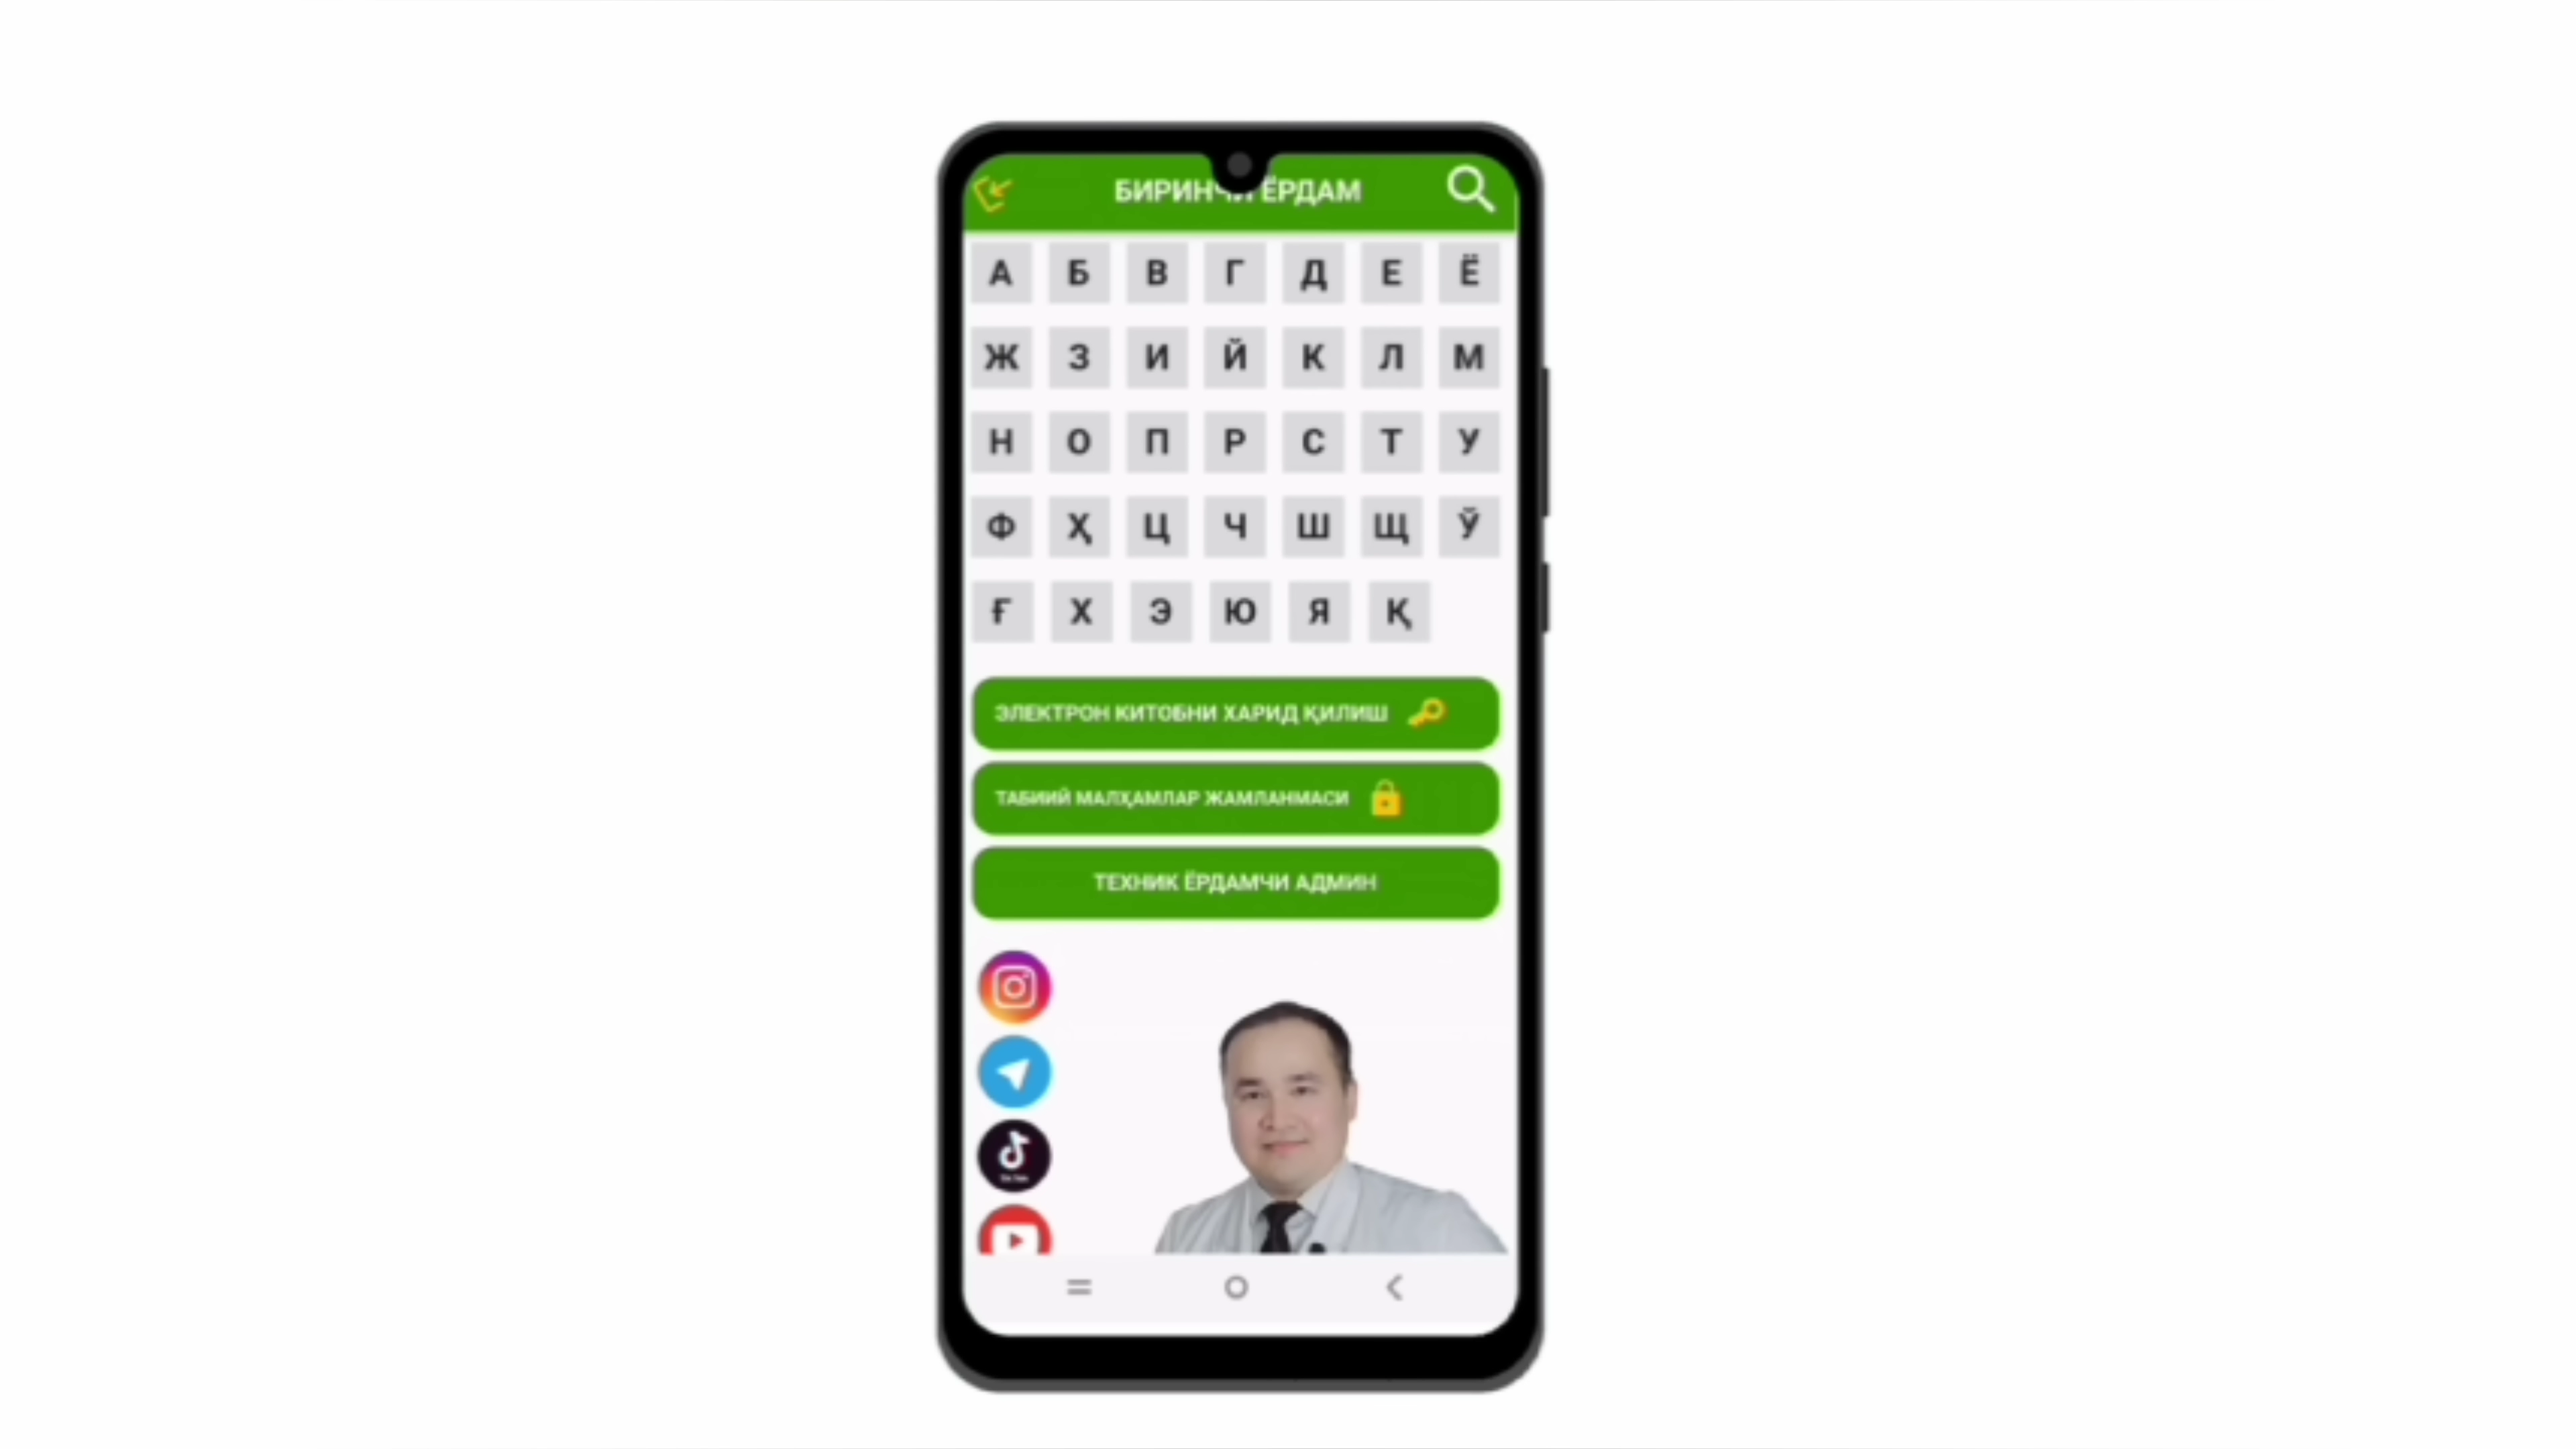 БИРИНЧИ ЁРДАМ
А Б В Г Д Е Ё
Ж З И Й К Л М
Н О П Р С Т У
Ф Ҳ Ц Ч Ш Щ Ў
Ғ Х Э Ю Я Қ
ЭЛЕКТРОН КИТОБНИ ХАРИД ҚИЛИШ
ТАБИИЙ МАЛҲАМЛАР ЖАМЛАНМАСИ
ТЕХНИК ЁРДАМЧИ АДМИН